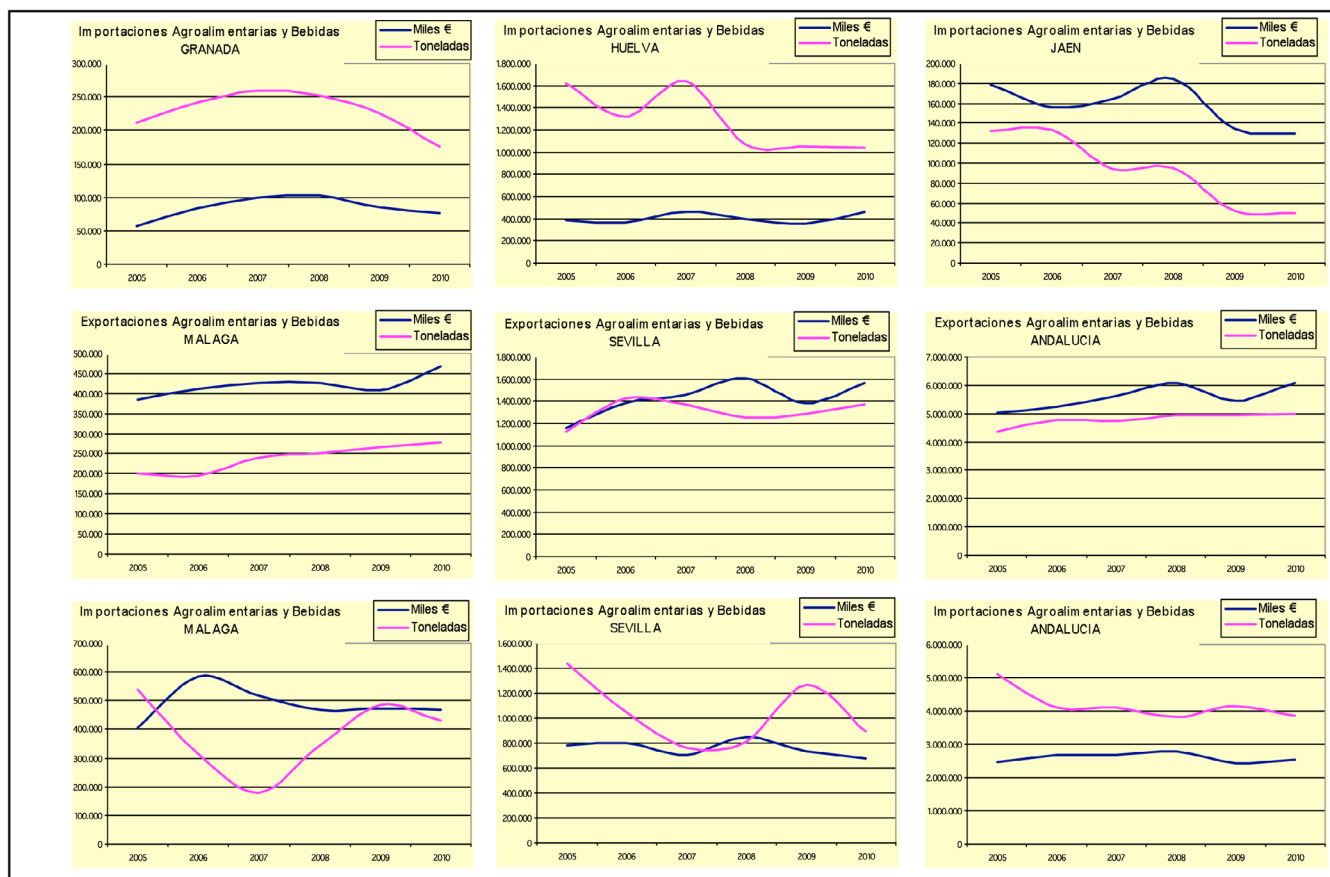 Importaciones Agroalimentarias y Bebidas
GRANADA
Miles €
Toneladas
300.000
250.000
200.000
150.000
100.000
50.000
0
2005 2006 2007 2008 2009 2010
Importaciones Agroalimentarias y Bebidas
HUELVA
Miles €
Toneladas
1.800.000
1.600.000
1.400.000
1.200.000
1.000.000
800.000
600.000
400.000
200.000
0
2005 2006 2007 2008 2009 2010
Importaciones Agroalimentarias y Bebidas
JAEN
Miles €
Toneladas
200.000
180.000
160.000
140.000
120.000
100.000
80.000
60.000
40.000
20.000
0
2005 2006 2007 2008 2009 2010
Exportaciones Agroalimentarias y Bebidas
MALAGA
Miles €
Toneladas
500.000
450.000
400.000
350.000
300.000
250.000
200.000
150.000
100.000
50.000
0
2005 2006 2007 2008 2009 2010
Exportaciones Agroalimentarias y Bebidas
SEVILLA
Miles €
Toneladas
1.800.000
1.600.000
1.400.000
1.200.000
1.000.000
800.000
600.000
400.000
200.000
0
2005 2006 2007 2008 2009 2010
Exportaciones Agroalimentarias y Bebidas
ANDALUCIA
Miles €
Toneladas
7.000.000
6.000.000
5.000.000
4.000.000
3.000.000
2.000.000
1.000.000
0
2005 2006 2007 2008 2009 2010
Importaciones Agroalimentarias y Bebidas
MALAGA
Miles €
Toneladas
700.000
600.000
500.000
400.000
300.000
200.000
100.000
0
2005 2006 2007 2008 2009 2010
Importaciones Agroalimentarias y Bebidas
SEVILLA
Miles €
Toneladas
1.600.000
1.400.000
1.200.000
1.000.000
800.000
600.000
400.000
200.000
0
2005 2006 2007 2008 2009 2010
Importaciones Agroalimentarias y Bebidas
ANDALUCIA
Miles €
Toneladas
6.000.000
5.000.000
4.000.000
3.000.000
2.000.000
1.000.000
0
2005 2006 2007 2008 2009 2010